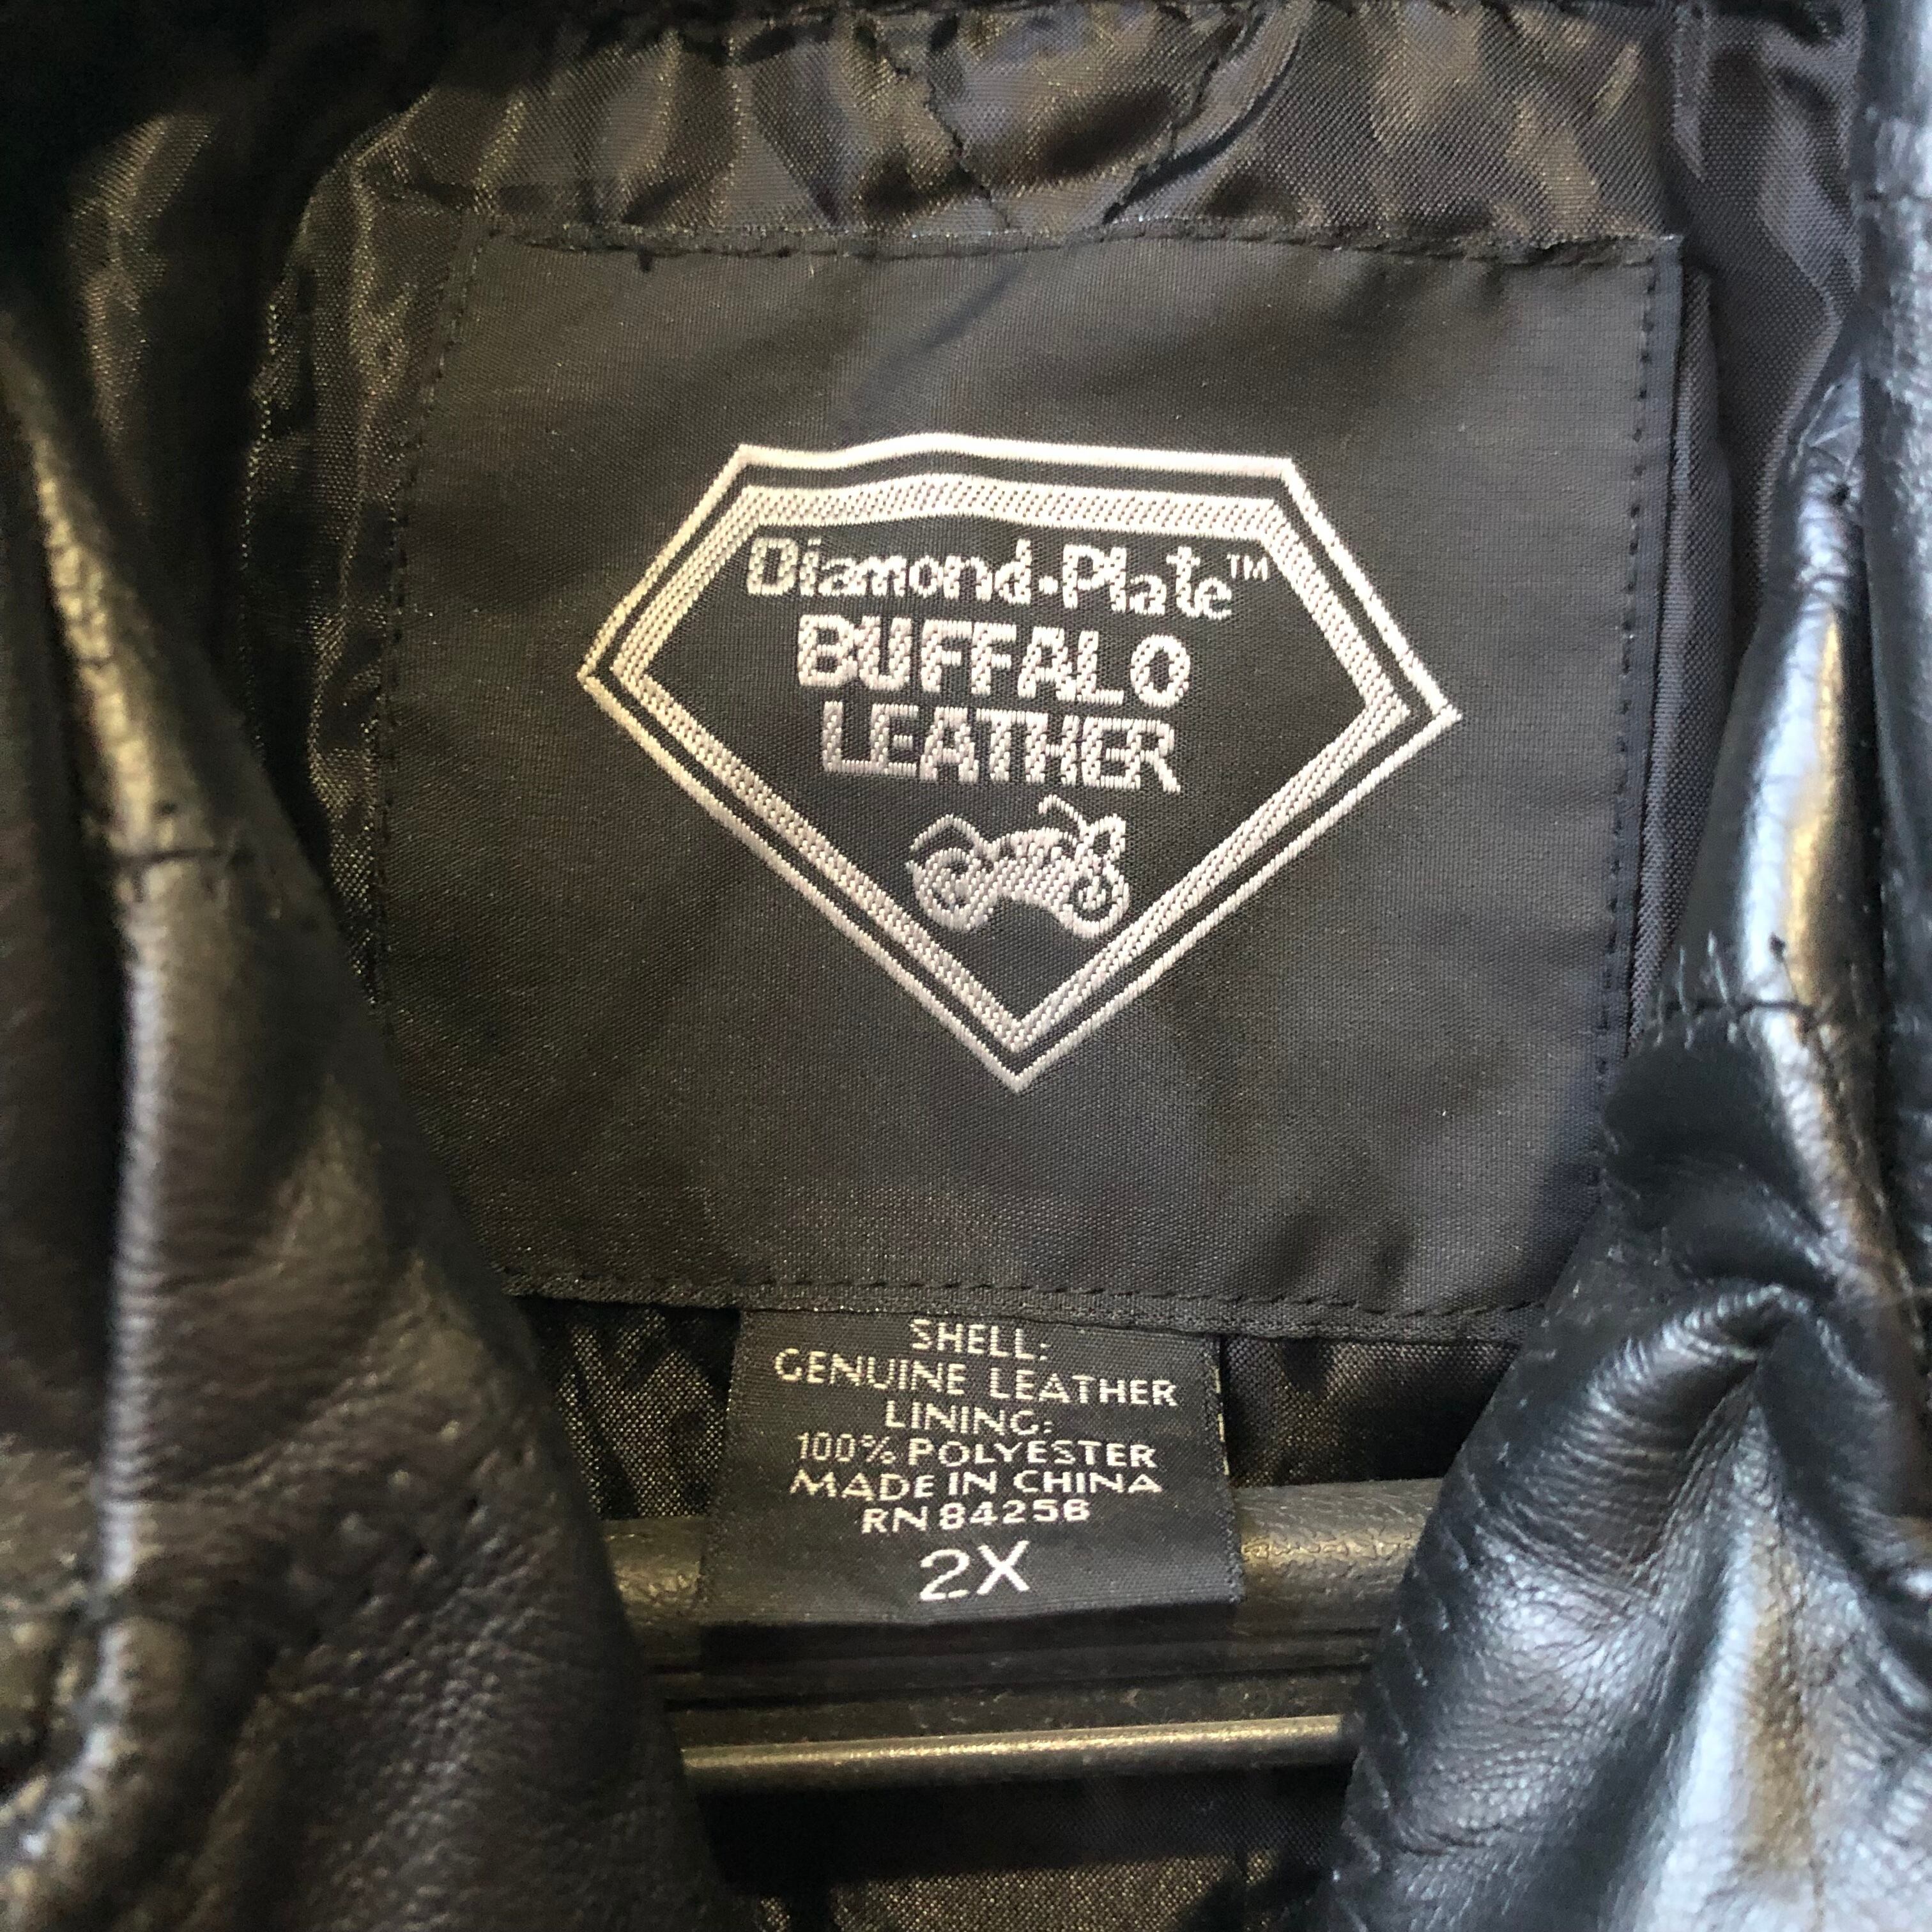 Diamond-Plate™
BUFFALO
LEATHER
SHELL:
GENUINE LEATHER
LINING:
100% POLYESTER
MADE IN CHINA
RN 84256
2X